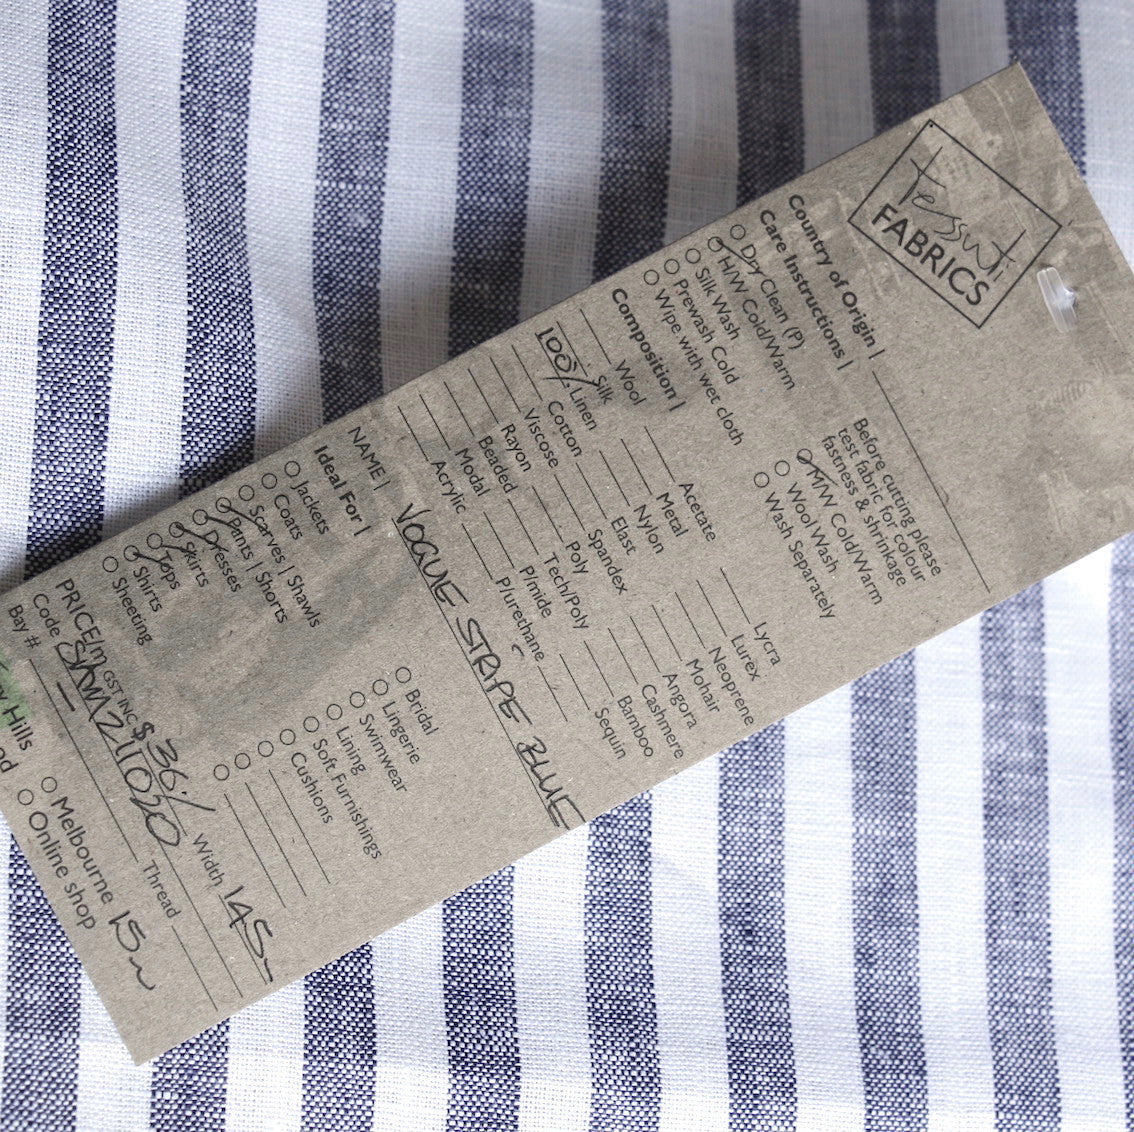 Tessuti
FABRICS
Country of Origin |
Care Instructions |
Dry Clean (P)
H/W Cold/Warm
Silk Wash
Prewash Cold
Wipe with wet cloth
Before cutting please
test fabric for colour
fastness & shrinkage
M/W Cold/Warm
Wool Wash
Wash Separately
Composition |
Wool
Silk
100% Linen
Cotton
Viscose
Rayon
Beaded
Modal
Acrylic
Acetate
Metal
Nylon
Elast
Spandex
Poly
Tech/Poly
P/mide
P/urethane
Lycra
Lurex
Neoprene
Mohair
Angora
Cashmere
Bamboo
Sequin
NAME | VOGUE STRIPE BLUE
Ideal For |
Jackets
Coats
Scarves | Shawls
Pants | Shorts
Dresses
Skirts
Tops
Shirts
Sheeting
Bridal
Lingerie
Swimwear
Lining
Soft Furnishings
Cushions
PRICE/m GST INC $36/ Width 145
Code
Bay # Thread
Hills
Melbourne 15m
Online shop